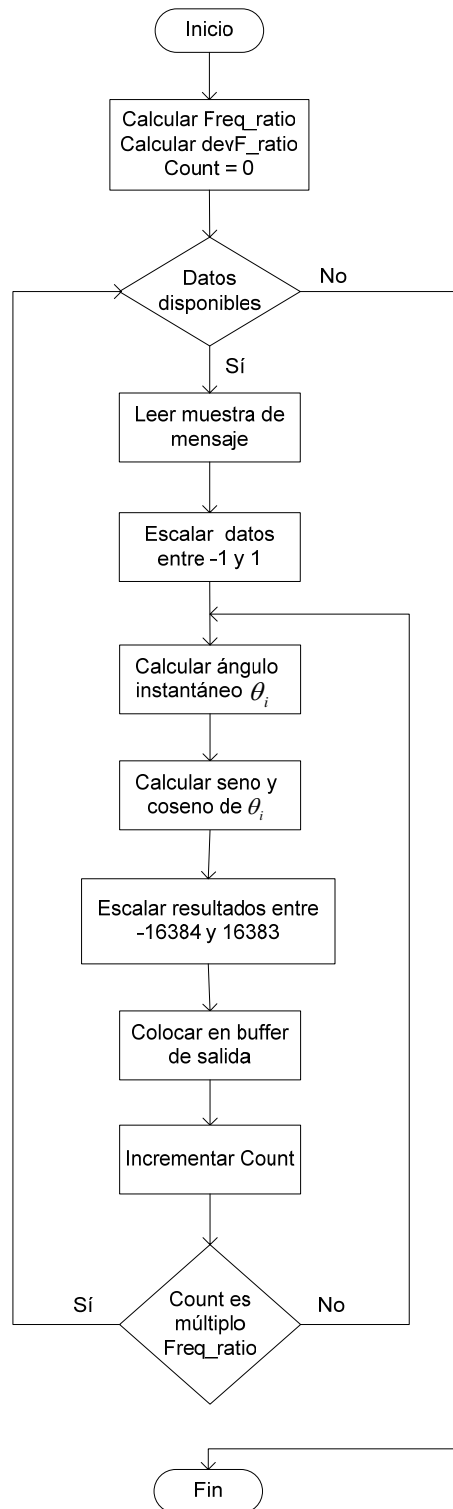 Inicio
Calcular Freq_ratio
Calcular devF_ratio
Count = 0
Datos
disponibles
No
Sí
Leer muestra de
mensaje
Escalar datos
entre -1 y 1
Calcular ángulo
instantáneo θi
Calcular seno y
coseno de θi
Escalar resultados entre
-16384 y 16383
Colocar en buffer
de salida
Incrementar Count
Sí
Count es
múltiplo
Freq_ratio
No
Fin